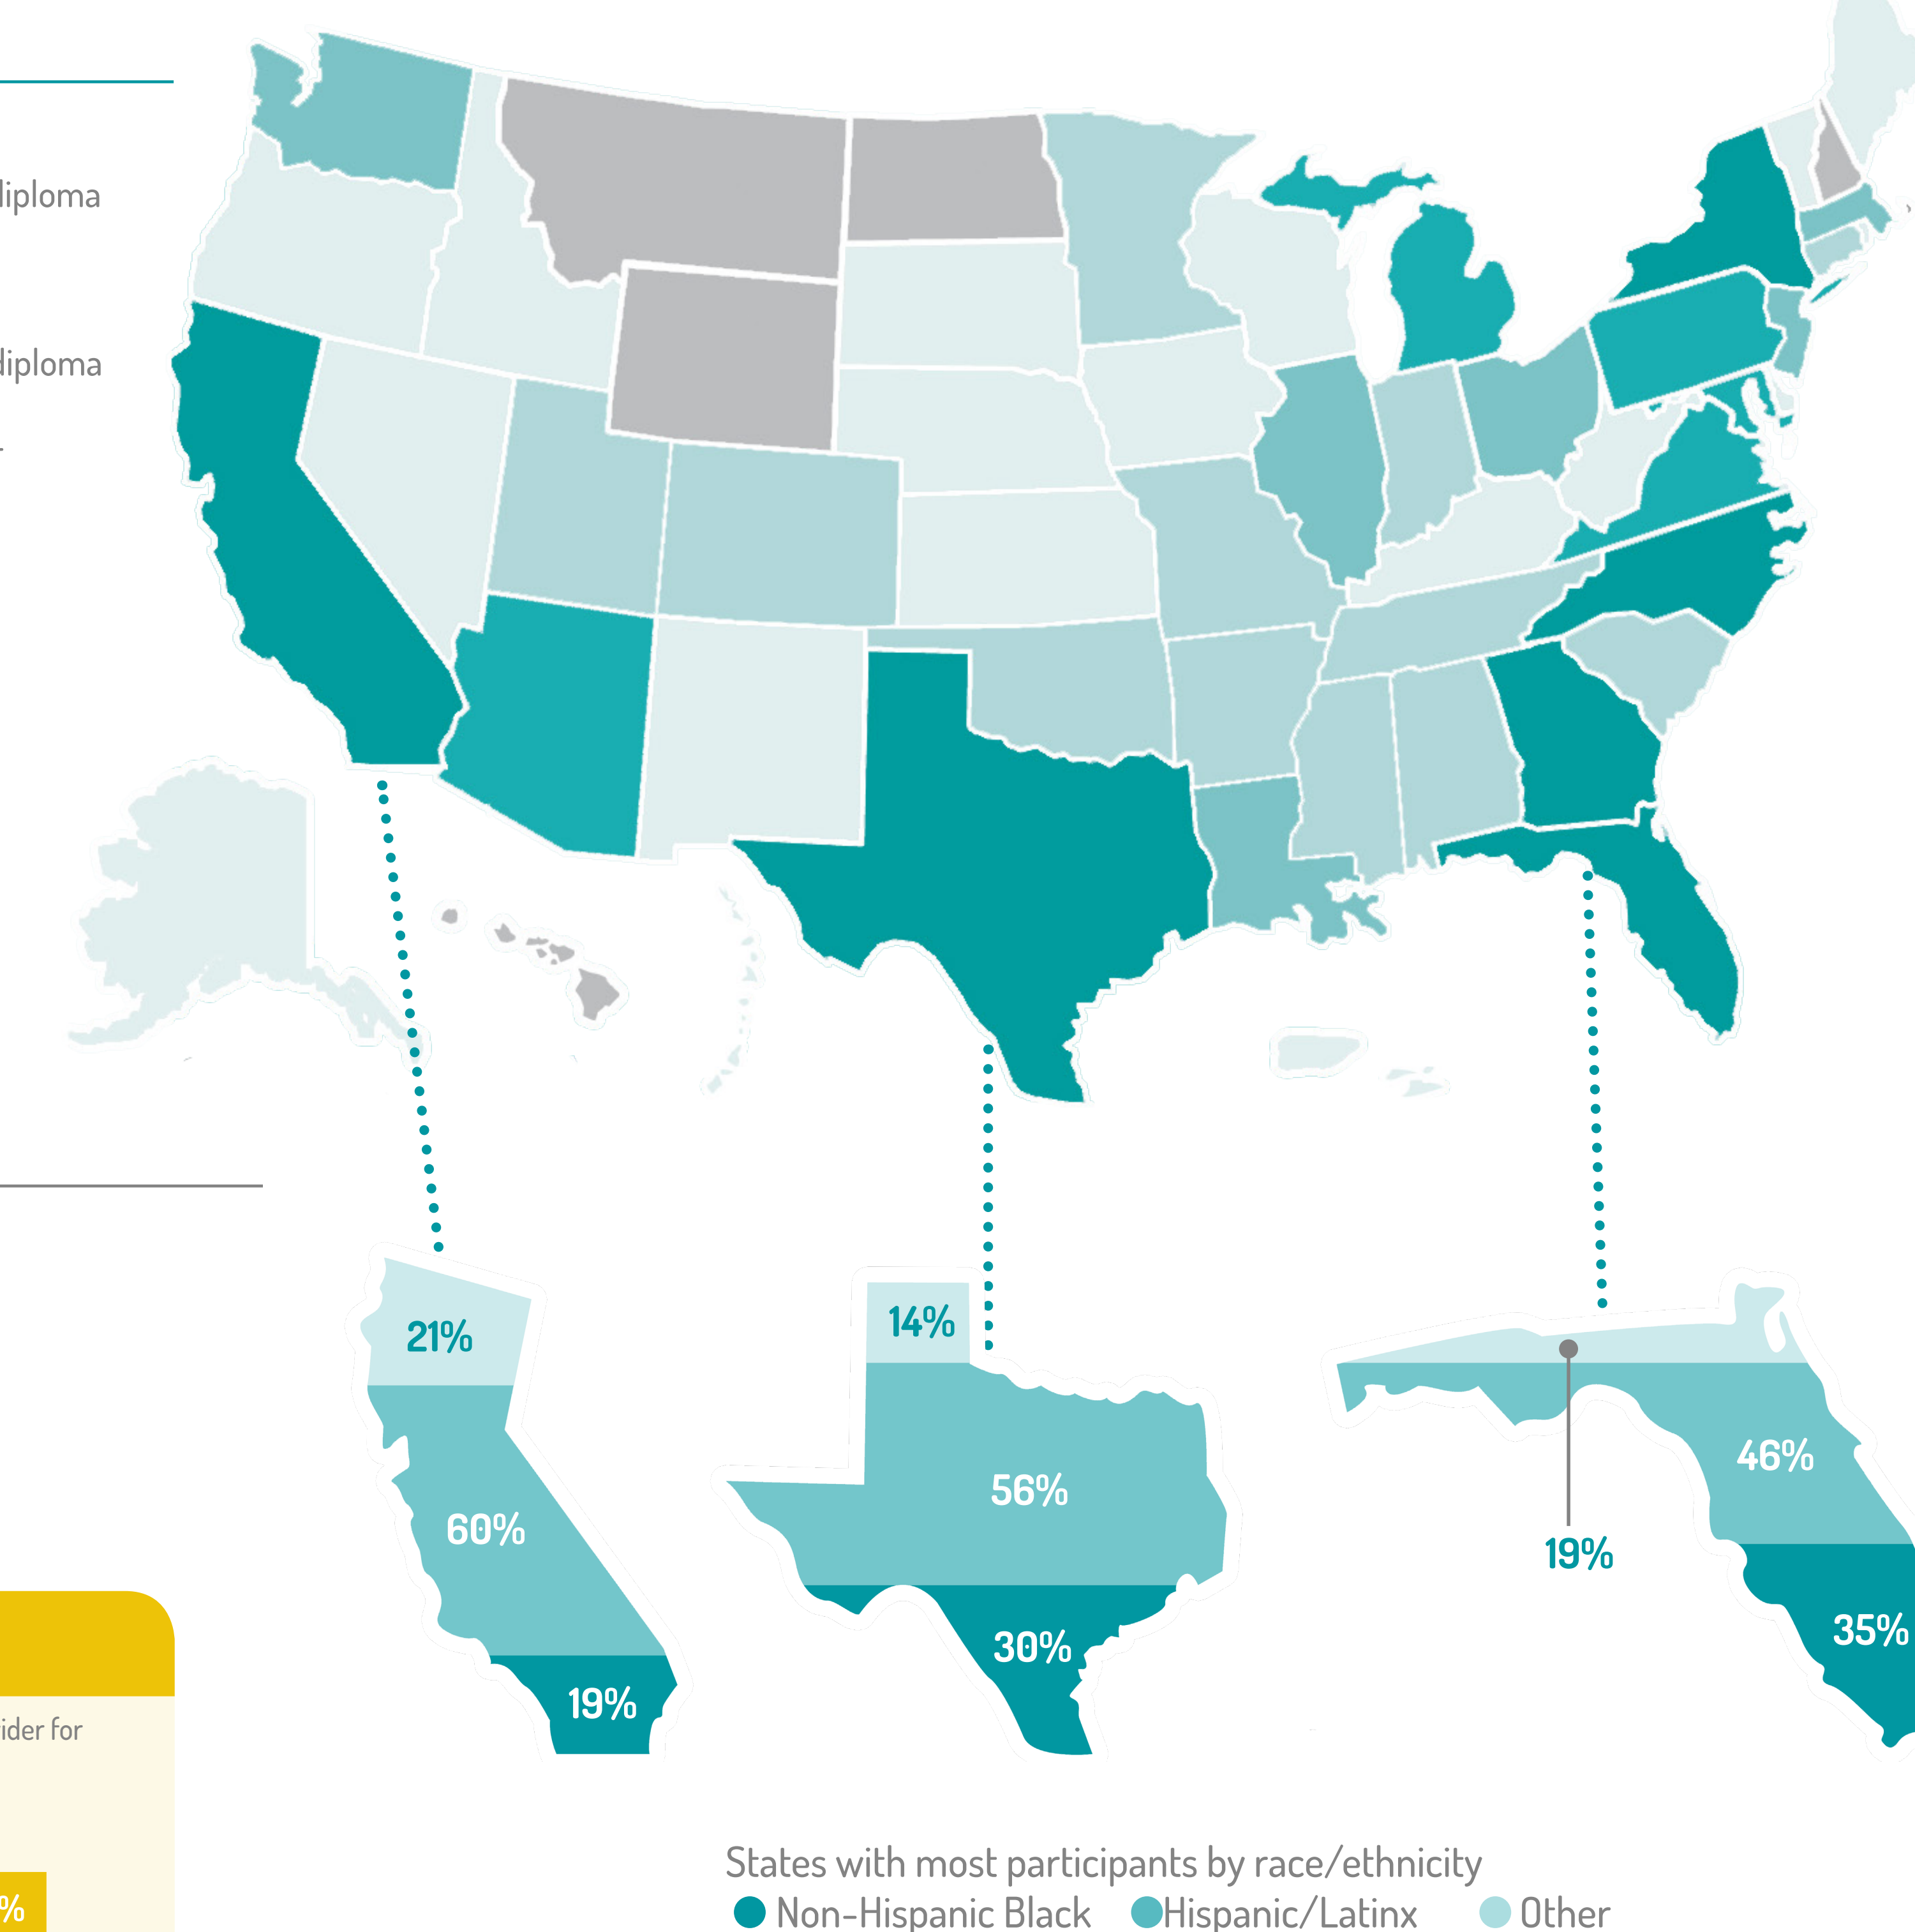 diploma
diploma
21%
14%
46%
56%
60%
19%
35%
30%
19%
ider for
%
States with most participants by race/ethnicity
Non-Hispanic Black Hispanic/Latinx Other